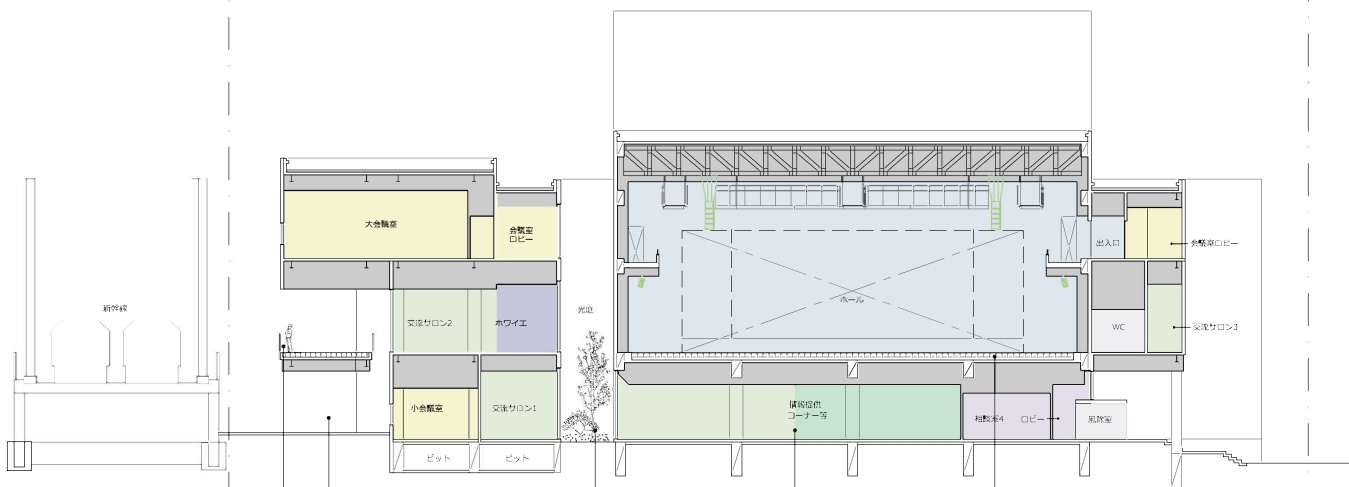 大会議室
会議室
ロビー
出入口
会議室ロビー
新幹線
交流サロン2
ホワイエ
光庭
ホール
WC
交流サロン3
小会議室
交流サロン1
情報提供
コーナー等
相談室4
ロビー
風除室
ピット
ピット